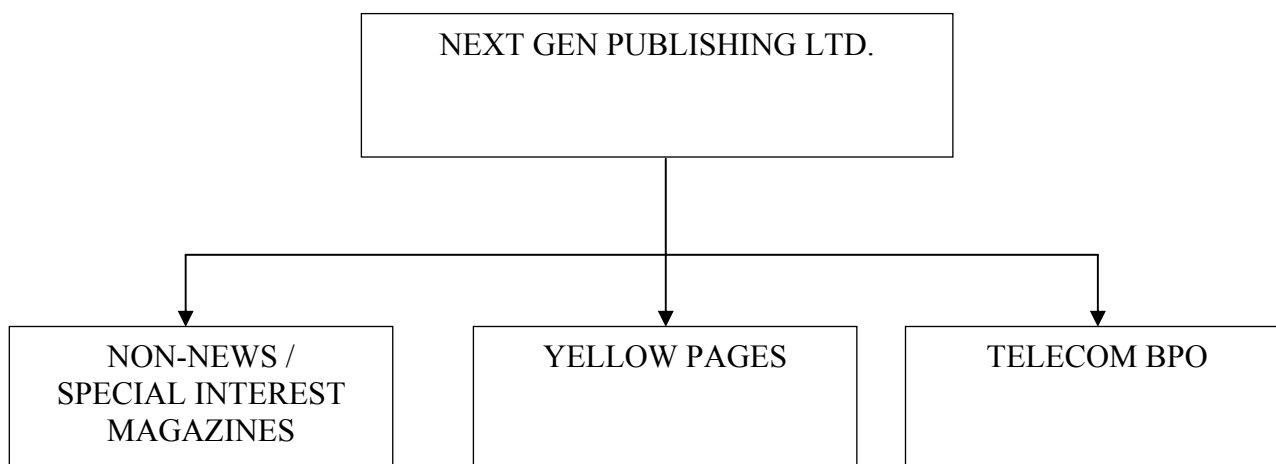 NEXT GEN PUBLISHING LTD.
NON-NEWS /
SPECIAL INTEREST
MAGAZINES
YELLOW PAGES
TELECOM BPO